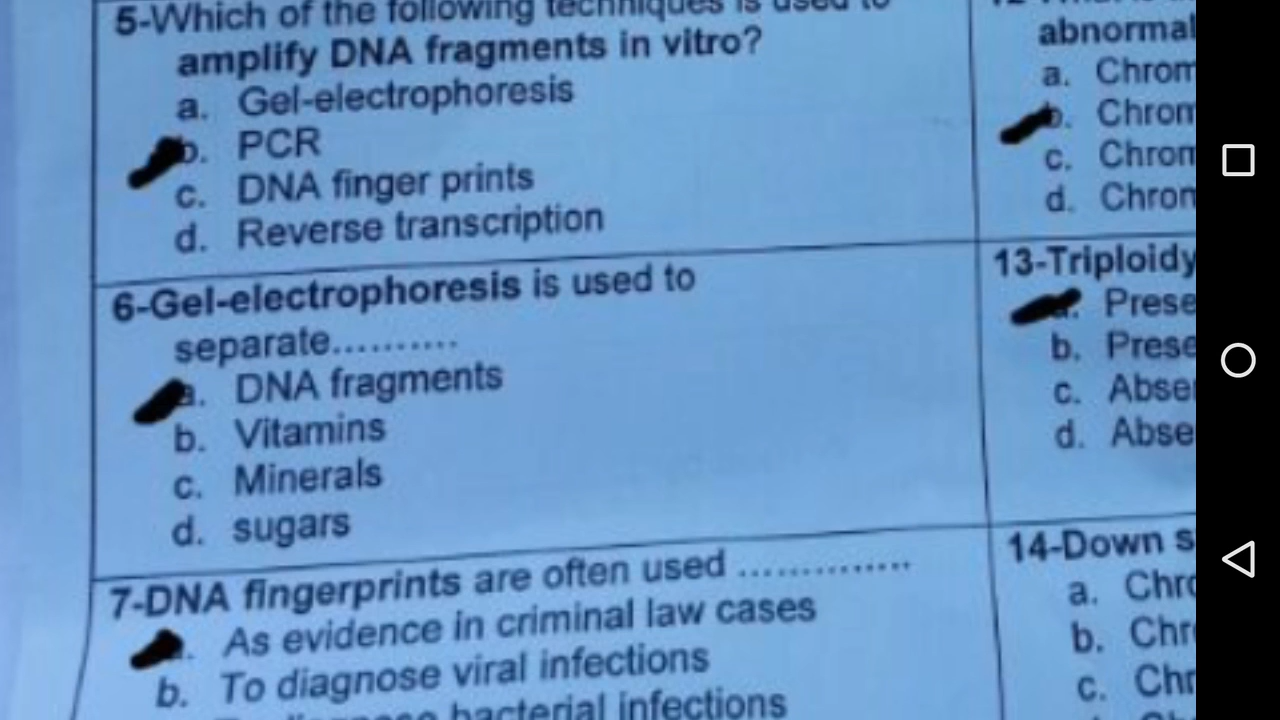 5-Which of the following techniques is used to
amplify DNA fragments in vitro?
a. Gel-electrophoresis
b. PCR
c. DNA finger prints
d. Reverse transcription
6-Gel-electrophoresis is used to
separate..........
a. DNA fragments
b. Vitamins
c. Minerals
d. sugars
7-DNA fingerprints are often used ..............
As evidence in criminal law cases
b. To diagnose viral infections
bacterial infections
abnormal
a. Chrom
b. Chrom
c. Chrom
d. Chrom
13-Triploidy
Prese
b. Prese
c. Abse
d. Abse
14-Down s
a. Chro
b. Chr
c. Chr